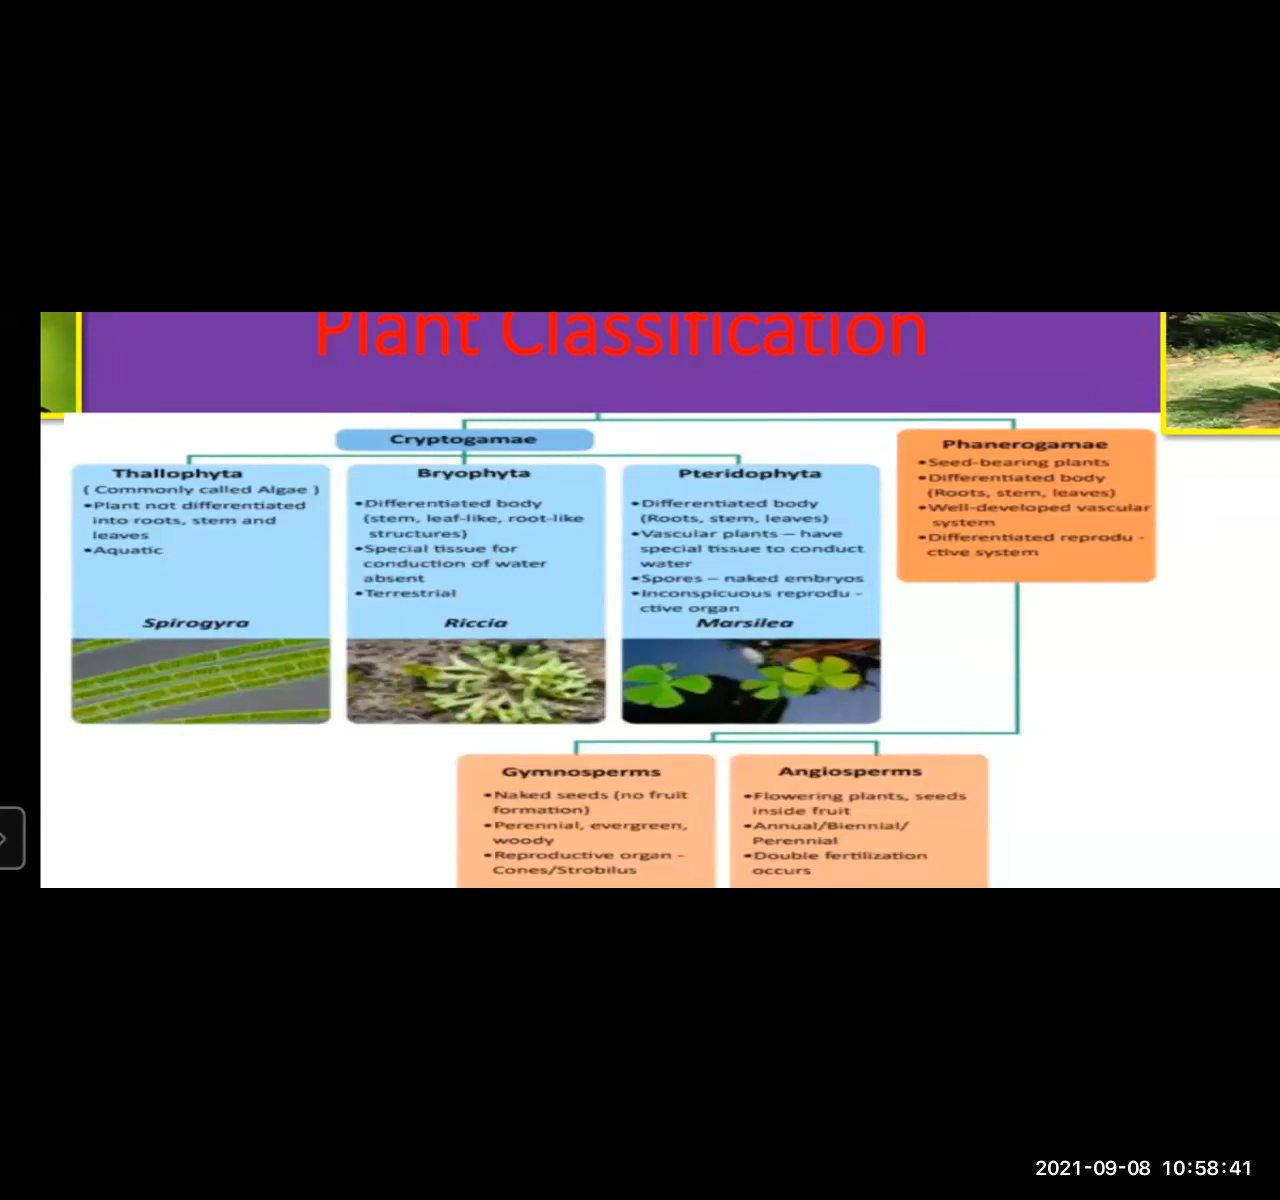 Plant Classification
Cryptogamae
Thallophyta
( Commonly called Algae )
•Plant not differentiated
into roots, stem and
leaves
•Aquatic
Spirogyra
Bryophyta
•Differentiated body
(stem, leaf-like, root-like
structures)
•Special tissue for
conduction of water
absent
•Terrestrial
Riccia
Pteridophyta
•Differentiated body
(Roots, stem, leaves)
•Vascular plants – have
special tissue to conduct
water
•Spores – naked embryos
•Inconspicuous reprodu -
ctive organ
Marsilea
Phanerogamae
•Seed-bearing plants
•Differentiated body
(Roots, stem, leaves)
•Well-developed vascular
system
•Differentiated reprodu -
ctive system
Gymnosperms
•Naked seeds (no fruit
formation)
•Perennial, evergreen,
woody
•Reproductive organ -
Cones/Strobilus
Angiosperms
•Flowering plants, seeds
inside fruit
•Annual/Biennial/
Perennial
•Double fertilization
occurs
2021-09-08 10:58:41